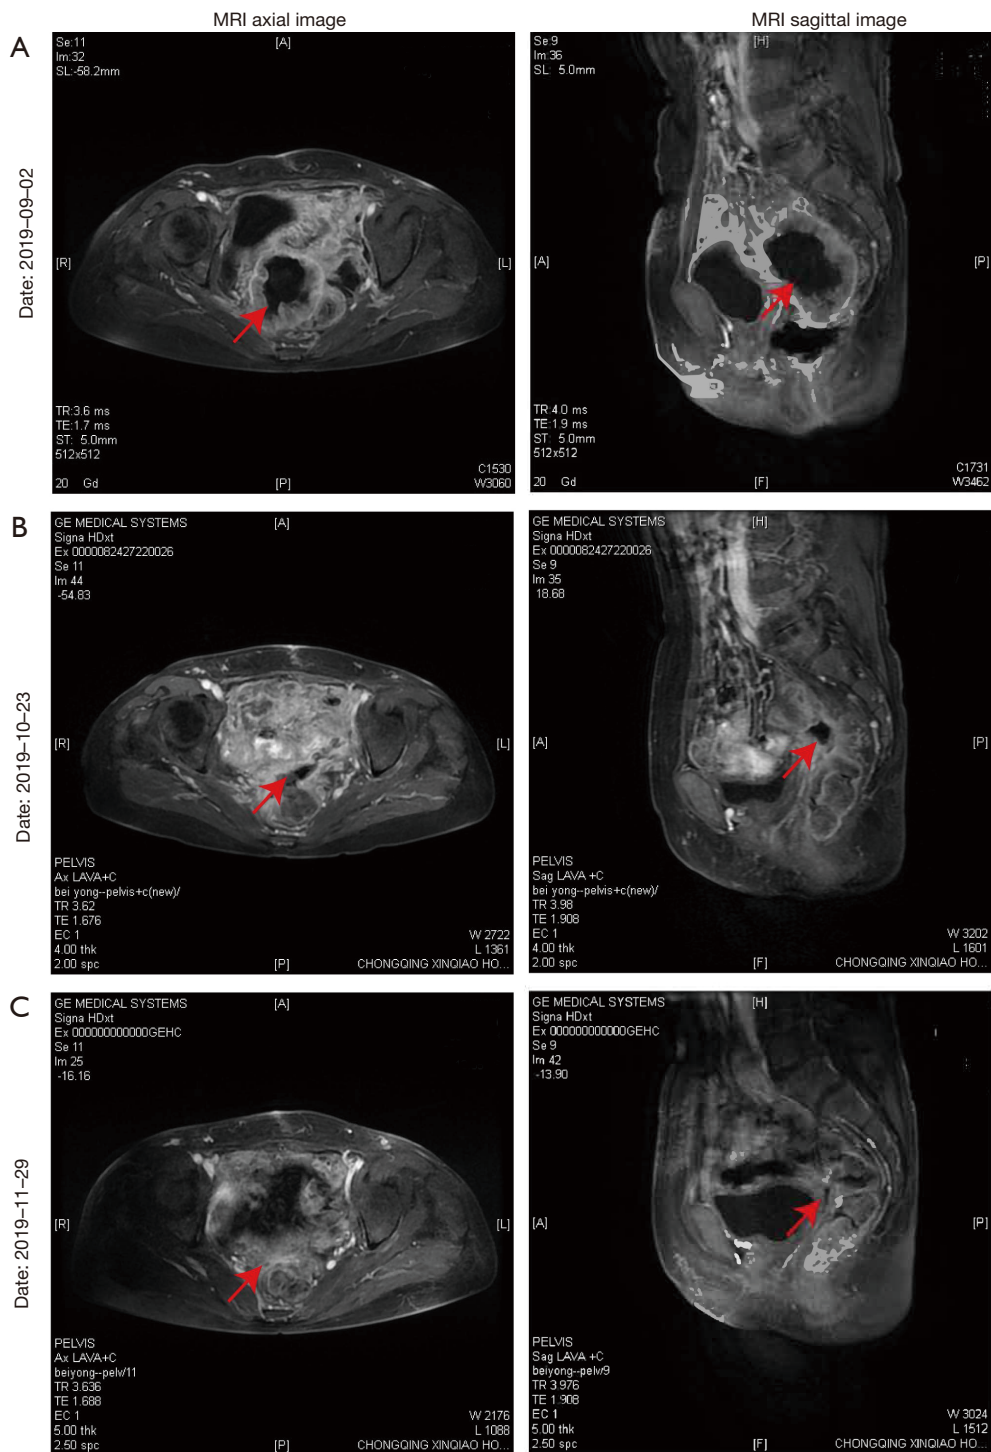 MRI axial image
MRI sagittal image
A
Date: 2019–09–02
Se:11
Im:32
SL:-58.2mm
[A]
[R]
[L]
TR:3.6 ms
TE:1.7 ms
ST: 5.0mm
512x512
20 Gd
[P]
C1530
W3060
Se:9
Im:36
SL: 5.0mm
[H]
[A]
[P]
TR:4.0 ms
TE:1.9 ms
ST: 5.0mm
512x512
20 Gd
[F]
C1731
W3462
B
Date: 2019–10–23
GE MEDICAL SYSTEMS
Signa HDxt
Ex 0000082427220026
Se 11
Im 44
-54.83
[A]
[R]
[L]
PELVIS
Ax LAVA+C
bei yong--pelvis+c(new)/
TR 3.62
TE 1.676
EC 1
4.00 thk
2.00 spc
[P]
W 2722
L 1361
CHONGQING XINQIAO HO...
GE MEDICAL SYSTEMS
Signa HDxt
Ex 0000082427220026
Se 9
Im 35
18.68
[H]
[A]
[P]
PELVIS
Sag LAVA +C
bei yong--pelvis+c(new)/
TR 3.98
TE 1.908
EC 1
4.00 thk
2.00 spc
[F]
W 3202
L 1601
CHONGQING XINQIAO HO...
C
Date: 2019–11–29
GE MEDICAL SYSTEMS
Signa HDxt
Ex 000000000000GEHC
Se 11
Im 25
-16.16
[A]
[R]
[L]
PELVIS
Ax LAVA+C
beiyong--pelv/11
TR 3.636
TE 1.688
EC 1
5.00 thk
2.50 spc
[P]
W 2176
L 1088
CHONGQING XINQIAO HO...
GE MEDICAL SYSTEMS
Signa HDxt
Ex 000000000000GEHC
Se 9
Im 42
-13.90
[H]
[A]
[P]
PELVIS
Sag LAVA +C
beiyong--pelv/9
TR 3.976
TE 1.908
EC 1
5.00 thk
2.50 spc
[F]
W 3024
L 1512
CHONGQING XINQIAO HO...